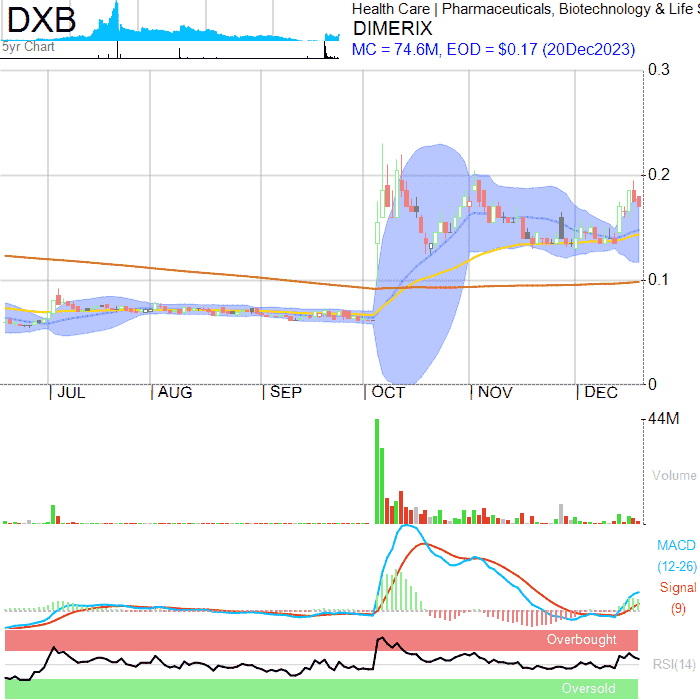 DXB
5yr Chart
Health Care | Pharmaceuticals, Biotechnology & Life S
DIMERIX
MC = 74.6M, EOD = $0.17 (20Dec2023)
0.3
0.2
0.1
0
JUL
AUG
SEP
OCT
NOV
DEC
44M
Volume
MACD
(12-26)
Signal
(9)
Overbought
RSI(14)
Oversold